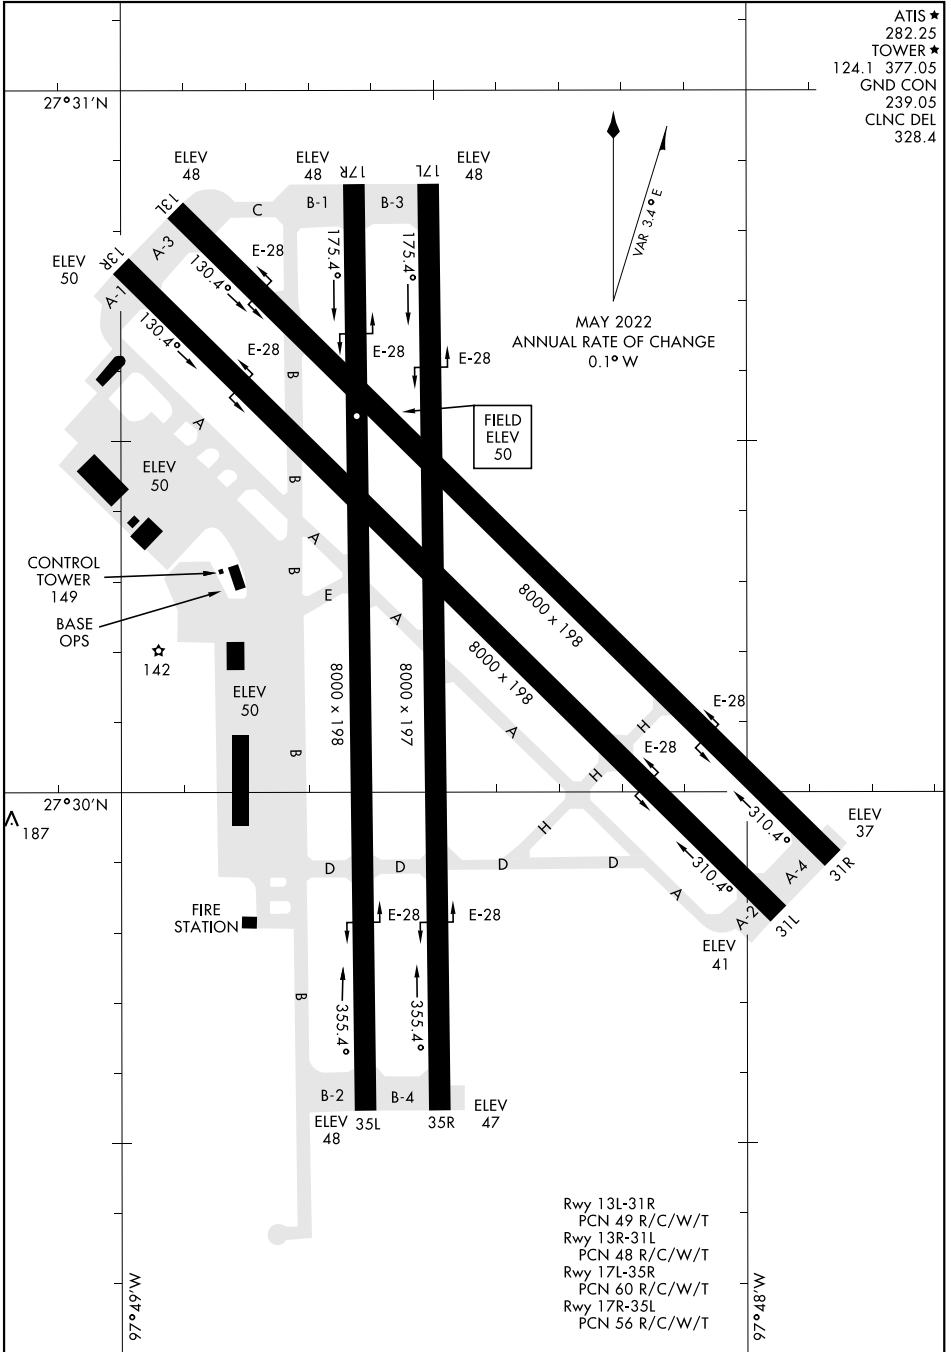 ATIS ★
282.25
TOWER ★
124.1 377.05
GND CON
239.05
CLNC DEL
328.4
27°31'N
ELEV
48
ELEV
48
17R
17L
ELEV
48
B-1
B-3
C
13L
A-3
E-28
130.4°
175.4°
175.4°
VAR 3.4° E
ELEV
50
13R
A-1
130.4°
E-28
E-28
E-28
MAY 2022
ANNUAL RATE OF CHANGE
0.1° W
B
A
FIELD
ELEV
50
ELEV
50
B
A
B
CONTROL
TOWER
149
BASE
OPS
E
A
142
8000 x 198
8000 x 198
8000 x 198
8000 x 197
ELEV
50
B
A
H
E-28
E-28
H
27°30'N
187
H
310.4°
ELEV
37
31R
A-4
D
D
D
D
310.4°
A
A-2
31L
ELEV
41
FIRE
STATION
E-28
E-28
B
355.4°
355.4°
B-2
B-4
ELEV
48
35L
35R
ELEV
47
Rwy 13L-31R
PCN 49 R/C/W/T
Rwy 13R-31L
PCN 48 R/C/W/T
Rwy 17L-35R
PCN 60 R/C/W/T
Rwy 17R-35L
PCN 56 R/C/W/T
97°49'W
97°48'W